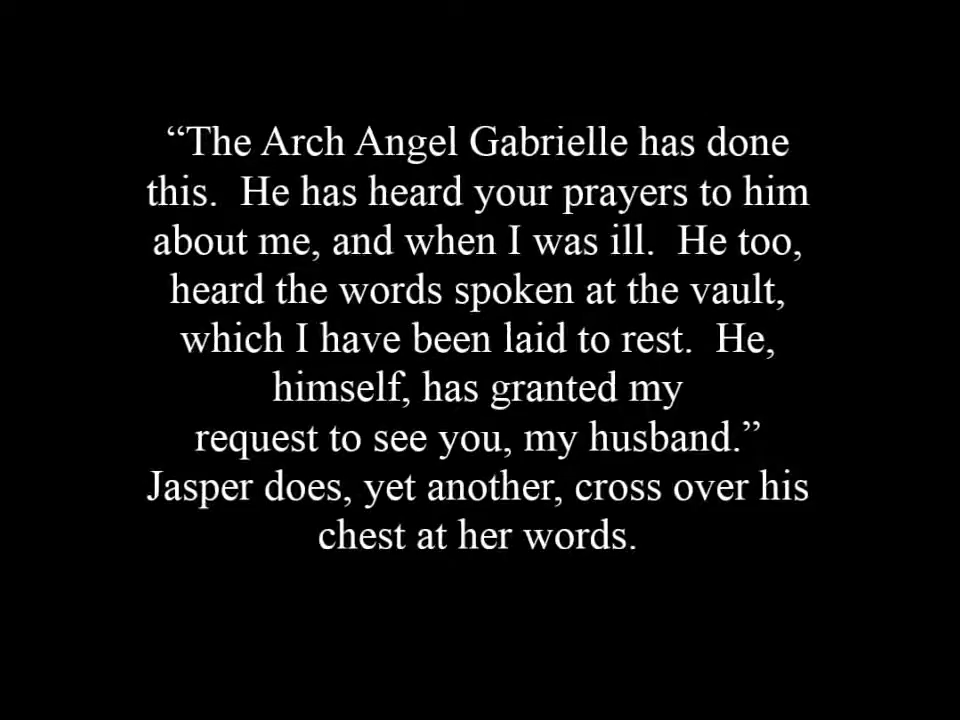 “The Arch Angel Gabrielle has done
this.  He has heard your prayers to him
about me, and when I was ill.  He too,
heard the words spoken at the vault,
which I have been laid to rest.  He,
himself, has granted my
request to see you, my husband.”
Jasper does, yet another, cross over his
chest at her words.